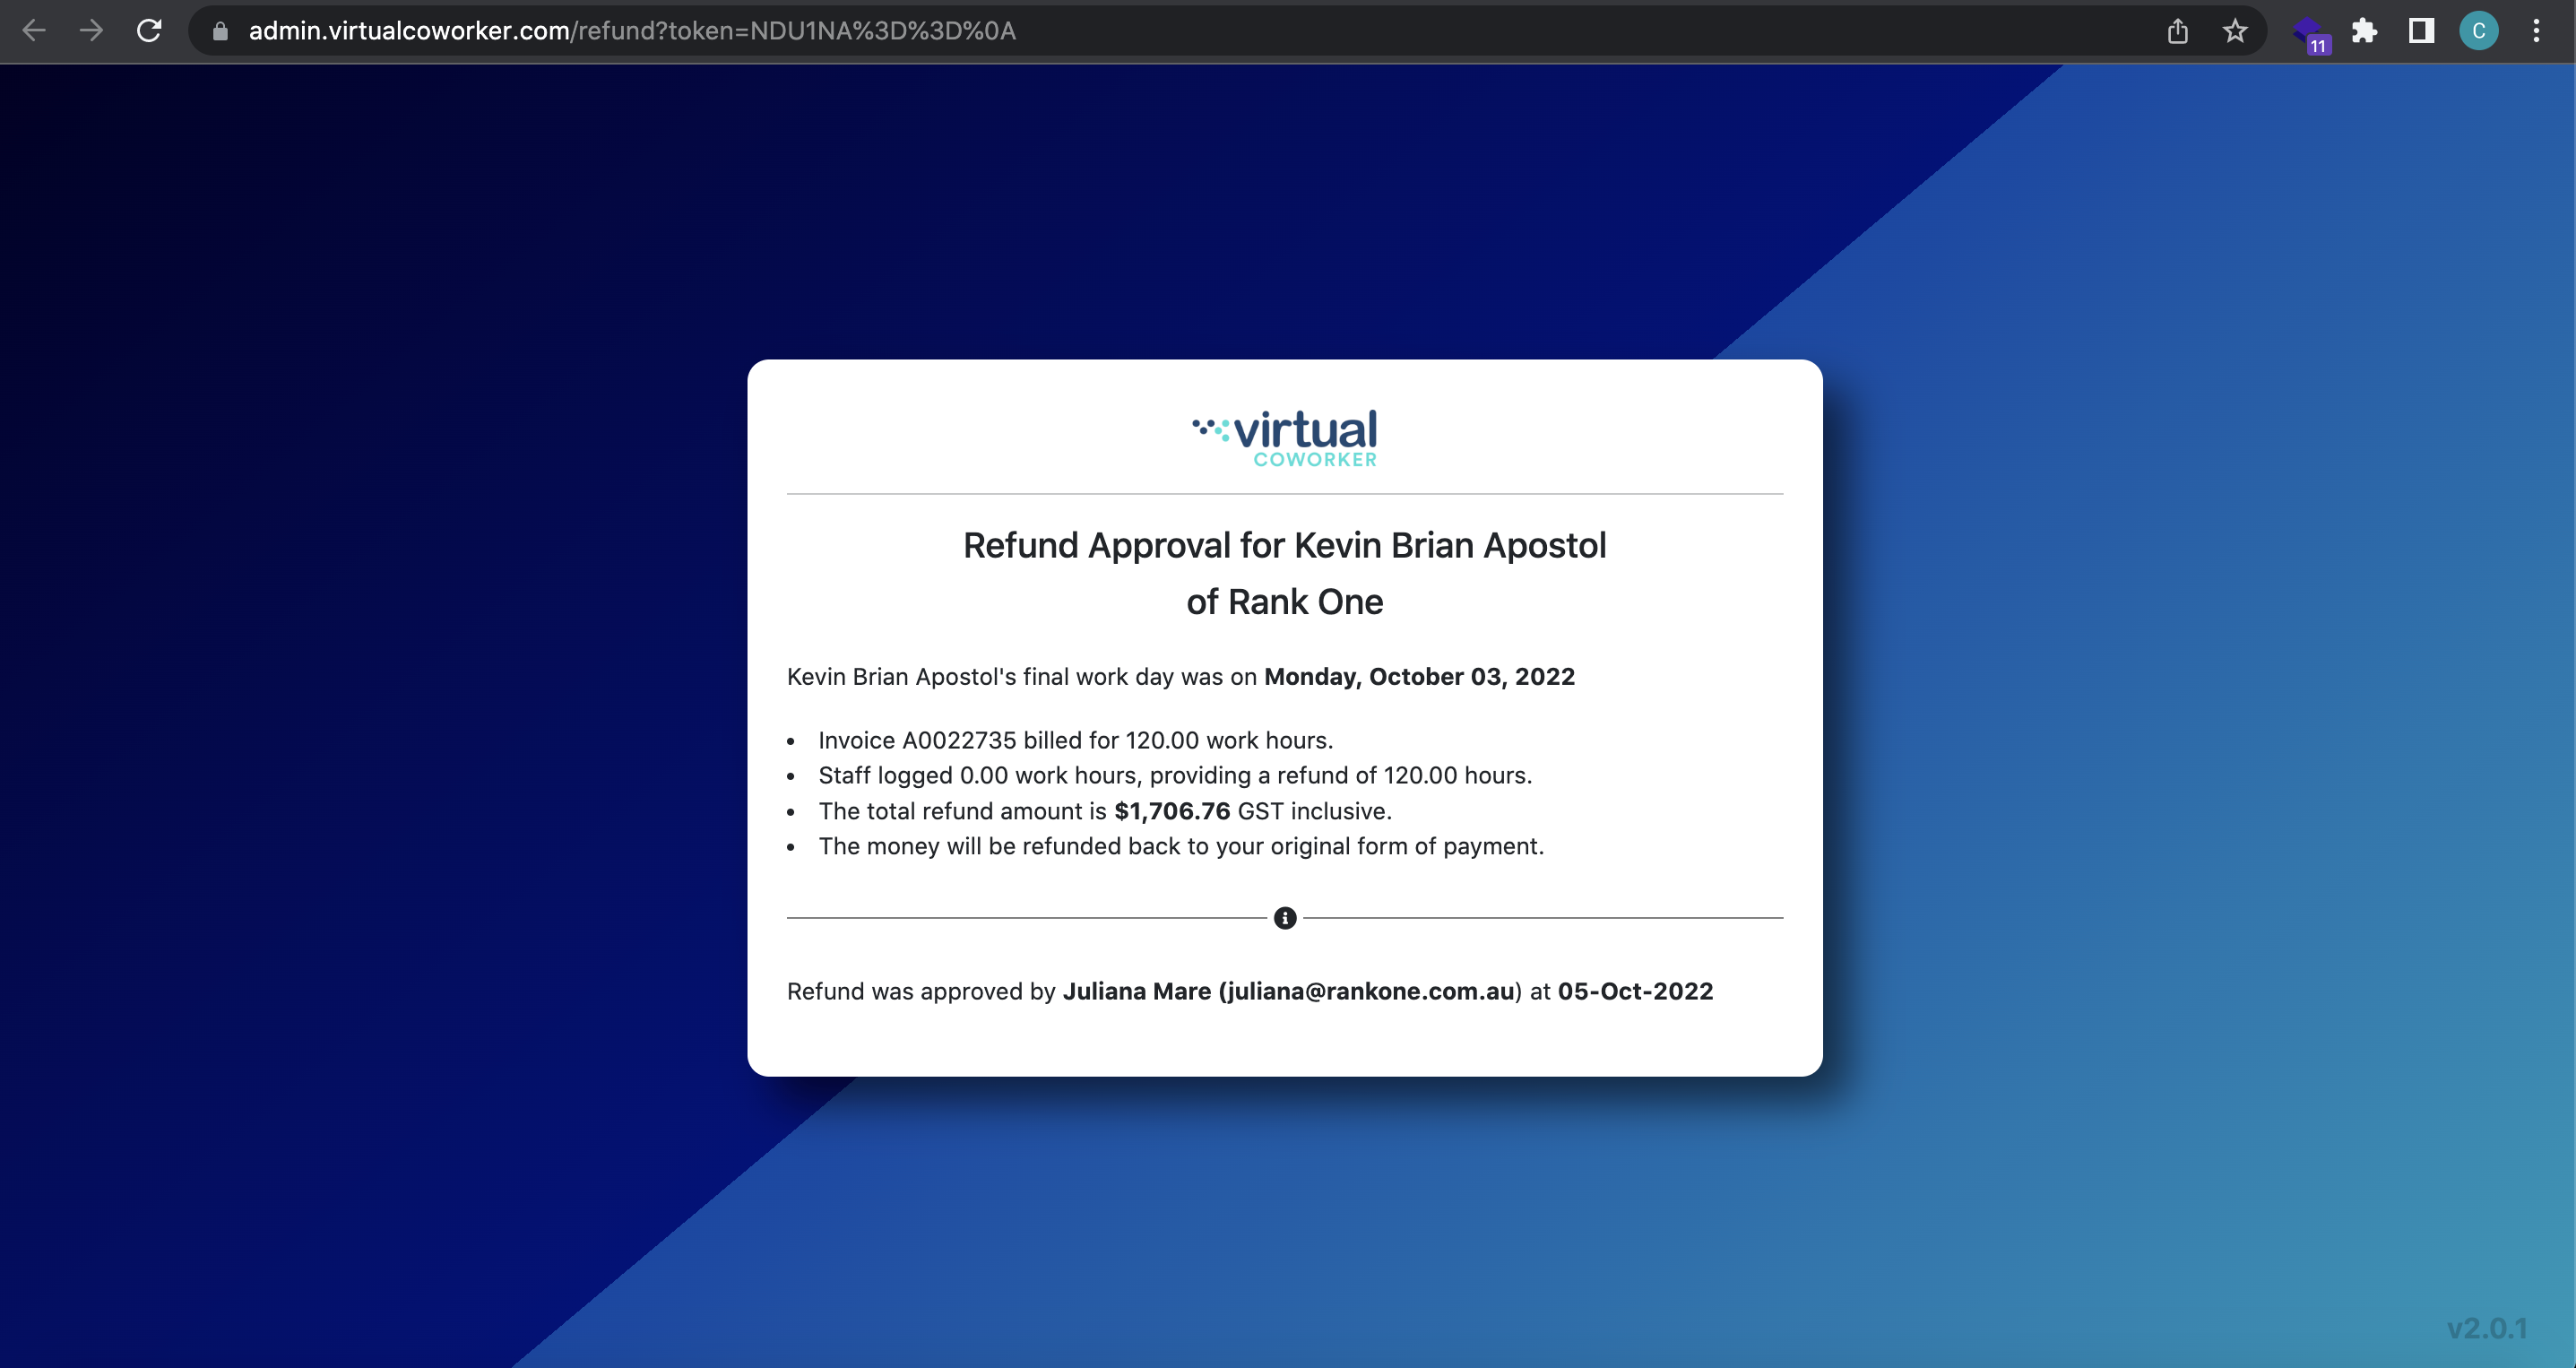 admin.virtualcoworker.com/refund?token=NDU1NA%3D%3D%0A
11
C
virtual
COWORKER
Refund Approval for Kevin Brian Apostol
of Rank One
Kevin Brian Apostol's final work day was on Monday, October 03, 2022
• Invoice A0022735 billed for 120.00 work hours.
• Staff logged 0.00 work hours, providing a refund of 120.00 hours.
• The total refund amount is $1,706.76 GST inclusive.
• The money will be refunded back to your original form of payment.
Refund was approved by Juliana Mare (juliana@rankone.com.au) at 05-Oct-2022
v2.0.1